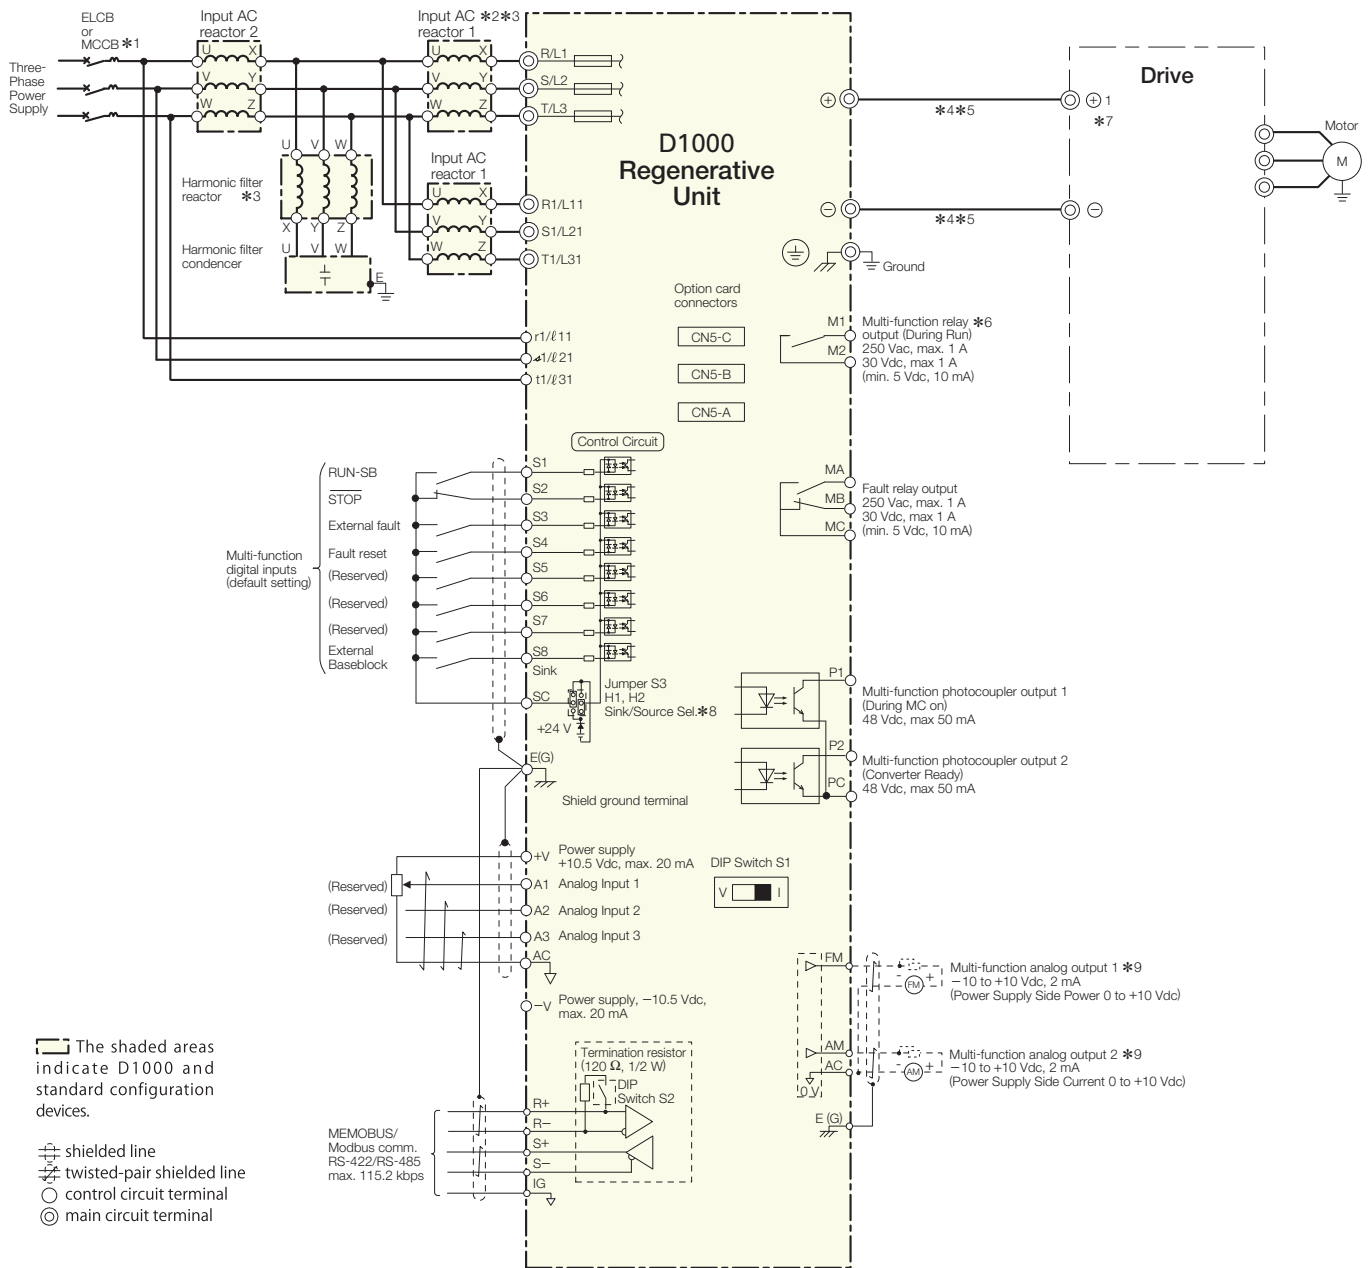 ELCB
or
MCCB *1
Input AC
reactor 2
Input AC *2*3
reactor 1
Three-
Phase
Power
Supply
U X
V Y
W Z
U X
V Y
W Z
R/L1
S/L2
T/L3
D1000
Regenerative
Unit
Drive
+
*4*5
+ 1
*7
Motor
M
−
*4*5
−
Ground
U V W
Harmonic filter
reactor *3
X Y Z
U V W
Harmonic filter
condencer
E
Input AC
reactor 1
U X
V Y
W Z
R1/L11
S1/L21
T1/L31
r1/ℓ11
1/ℓ21
t1/ℓ31
Option card
connectors
CN5-C
CN5-B
CN5-A
M1
M2
Multi-function relay *6
output (During Run)
250 Vac, max. 1 A
30 Vdc, max 1 A
(min. 5 Vdc, 10 mA)
Control Circuit
Multi-function
digital inputs
(default setting)
RUN-SB
STOP
External fault
Fault reset
(Reserved)
(Reserved)
(Reserved)
External
Baseblock
S1
S2
S3
S4
S5
S6
S7
S8
Sink
SC
+24 V
Jumper S3
H1, H2
Sink/Source Sel.*8
MA
MB
MC
Fault relay output
250 Vac, max. 1 A
30 Vdc, max 1 A
(min. 5 Vdc, 10 mA)
P1
Multi-function photocoupler output 1
(During MC on)
48 Vdc, max 50 mA
P2
PC
Multi-function photocoupler output 2
(Converter Ready)
48 Vdc, max 50 mA
E(G)
Shield ground terminal
+V Power supply
+10.5 Vdc, max. 20 mA
(Reserved)
A1 Analog Input 1
(Reserved)
A2 Analog Input 2
(Reserved)
A3 Analog Input 3
AC
−V Power supply, −10.5 Vdc,
max. 20 mA
DIP Switch S1
V I
FM
FM
- +
Multi-function analog output 1 *9
−10 to +10 Vdc, 2 mA
(Power Supply Side Power 0 to +10 Vdc)
AM
AC
AM
- +
0 V
Multi-function analog output 2 *9
−10 to +10 Vdc, 2 mA
(Power Supply Side Current 0 to +10 Vdc)
E (G)
Termination resistor
(120 Ω, 1/2 W)
DIP
Switch S2
MEMOBUS/
Modbus comm.
RS-422/RS-485
max. 115.2 kbps
R+
R−
S+
S−
IG
The shaded areas
indicate D1000 and
standard configuration
devices.
shielded line
twisted-pair shielded line
control circuit terminal
main circuit terminal